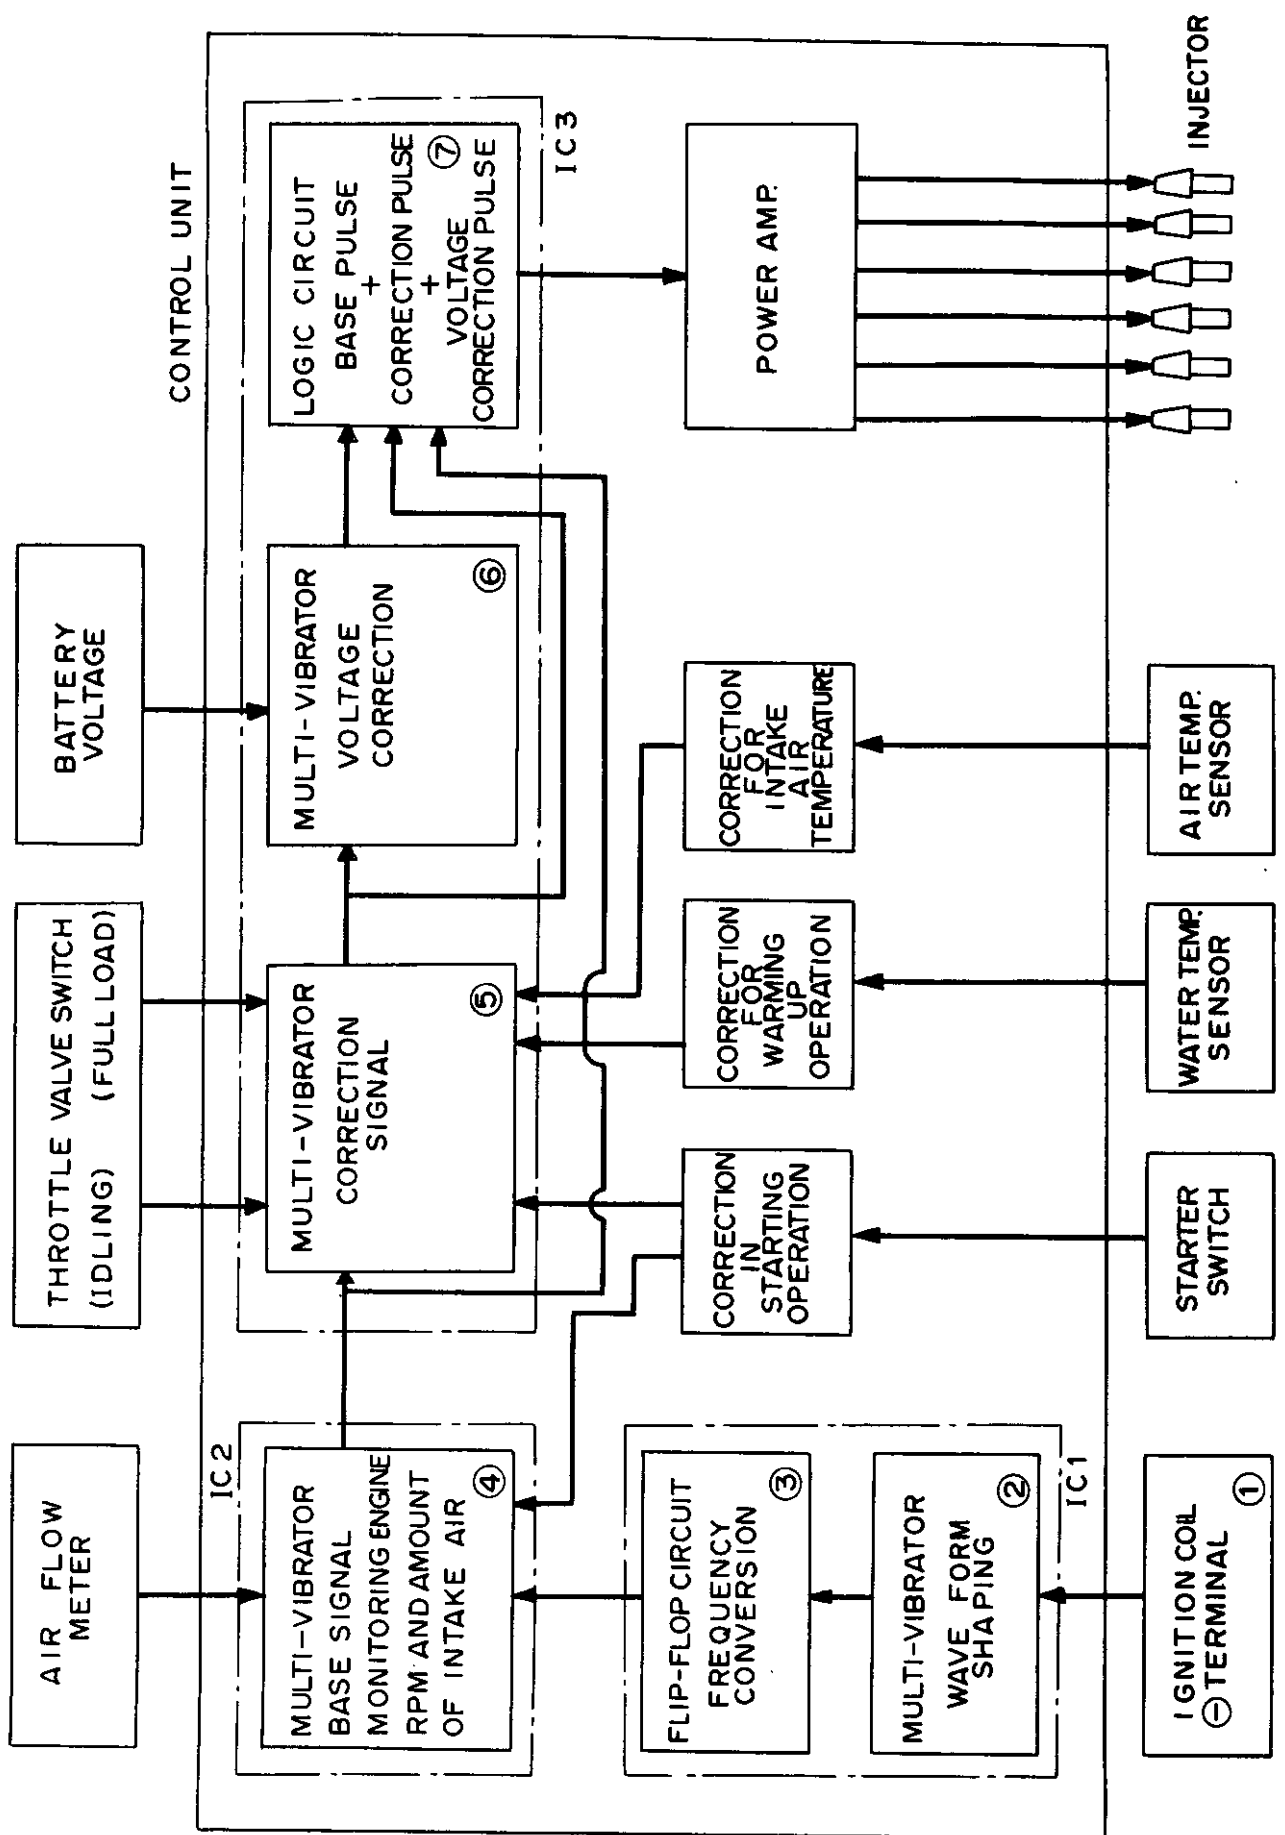 CONTROL UNIT
AIR FLOW
METER
THROTTLE VALVE SWITCH
(IDLING) (FULL LOAD)
BATTERY
VOLTAGE
IC2
MULTI-VIBRATOR
BASE SIGNAL
MONITORING ENGINE
RPM AND AMOUNT
OF INTAKE AIR
④
MULTI-VIBRATOR
CORRECTION
SIGNAL
⑤
MULTI-VIBRATOR
VOLTAGE
CORRECTION
⑥
LOGIC CIRCUIT
BASE PULSE
+
CORRECTION PULSE
+ ⑦
VOLTAGE
CORRECTION PULSE
IC3
FLIP-FLOP CIRCUIT
FREQUENCY
CONVERSION
③
MULTI-VIBRATOR
WAVE FORM
SHAPING
②
IC1
CORRECTION
IN
STARTING
OPERATION
CORRECTION
FOR
WARMING
UP
OPERATION
CORRECTION
FOR
INTAKE
AIR
TEMPERATURE
POWER AMP.
IGNITION COIL
⊖ TERMINAL
①
STARTER
SWITCH
WATER TEMP.
SENSOR
AIR TEMP.
SENSOR
INJECTOR